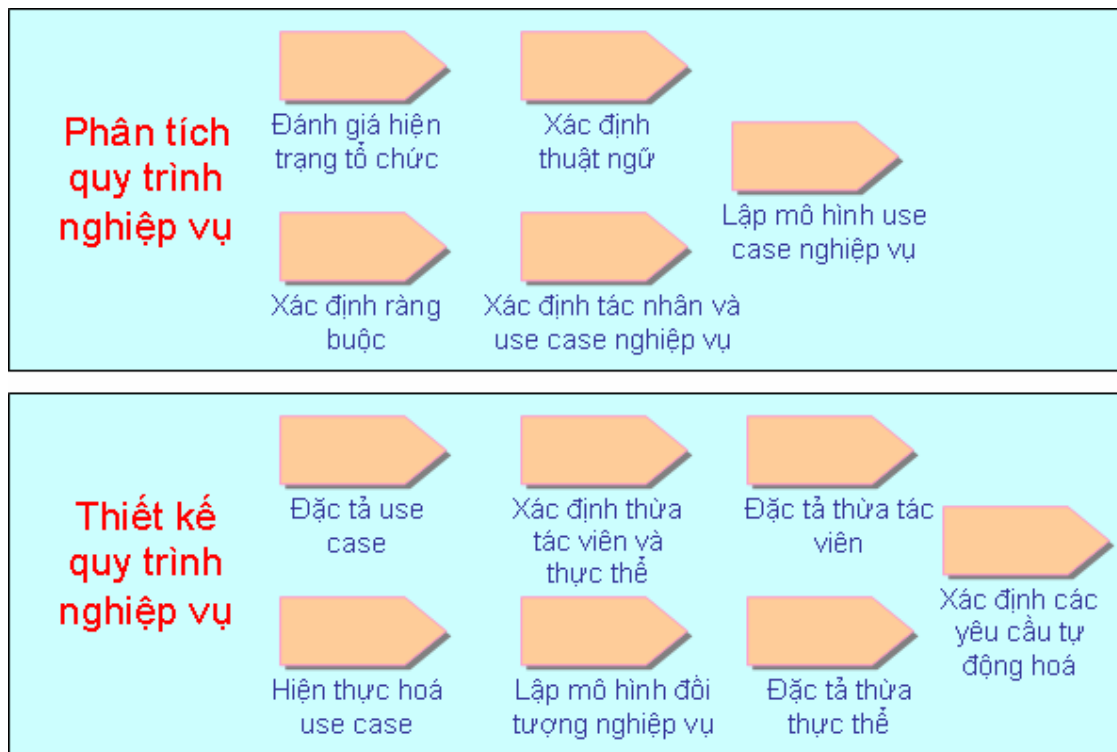 Phân tích
quy trình
nghiệp vụ
Đánh giá hiện
trạng tổ chức
Xác định
thuật ngữ
Lập mô hình use
case nghiệp vụ
Xác định ràng
buộc
Xác định tác nhân và
use case nghiệp vụ
Thiết kế
quy trình
nghiệp vụ
Đặc tả use
case
Xác định thừa
tác viên và
thực thể
Đặc tả thừa tác
viên
Xác định các
yêu cầu tự
động hoá
Hiện thực hoá
use case
Lập mô hình đối
tượng nghiệp vụ
Đặc tả thừa
thực thể